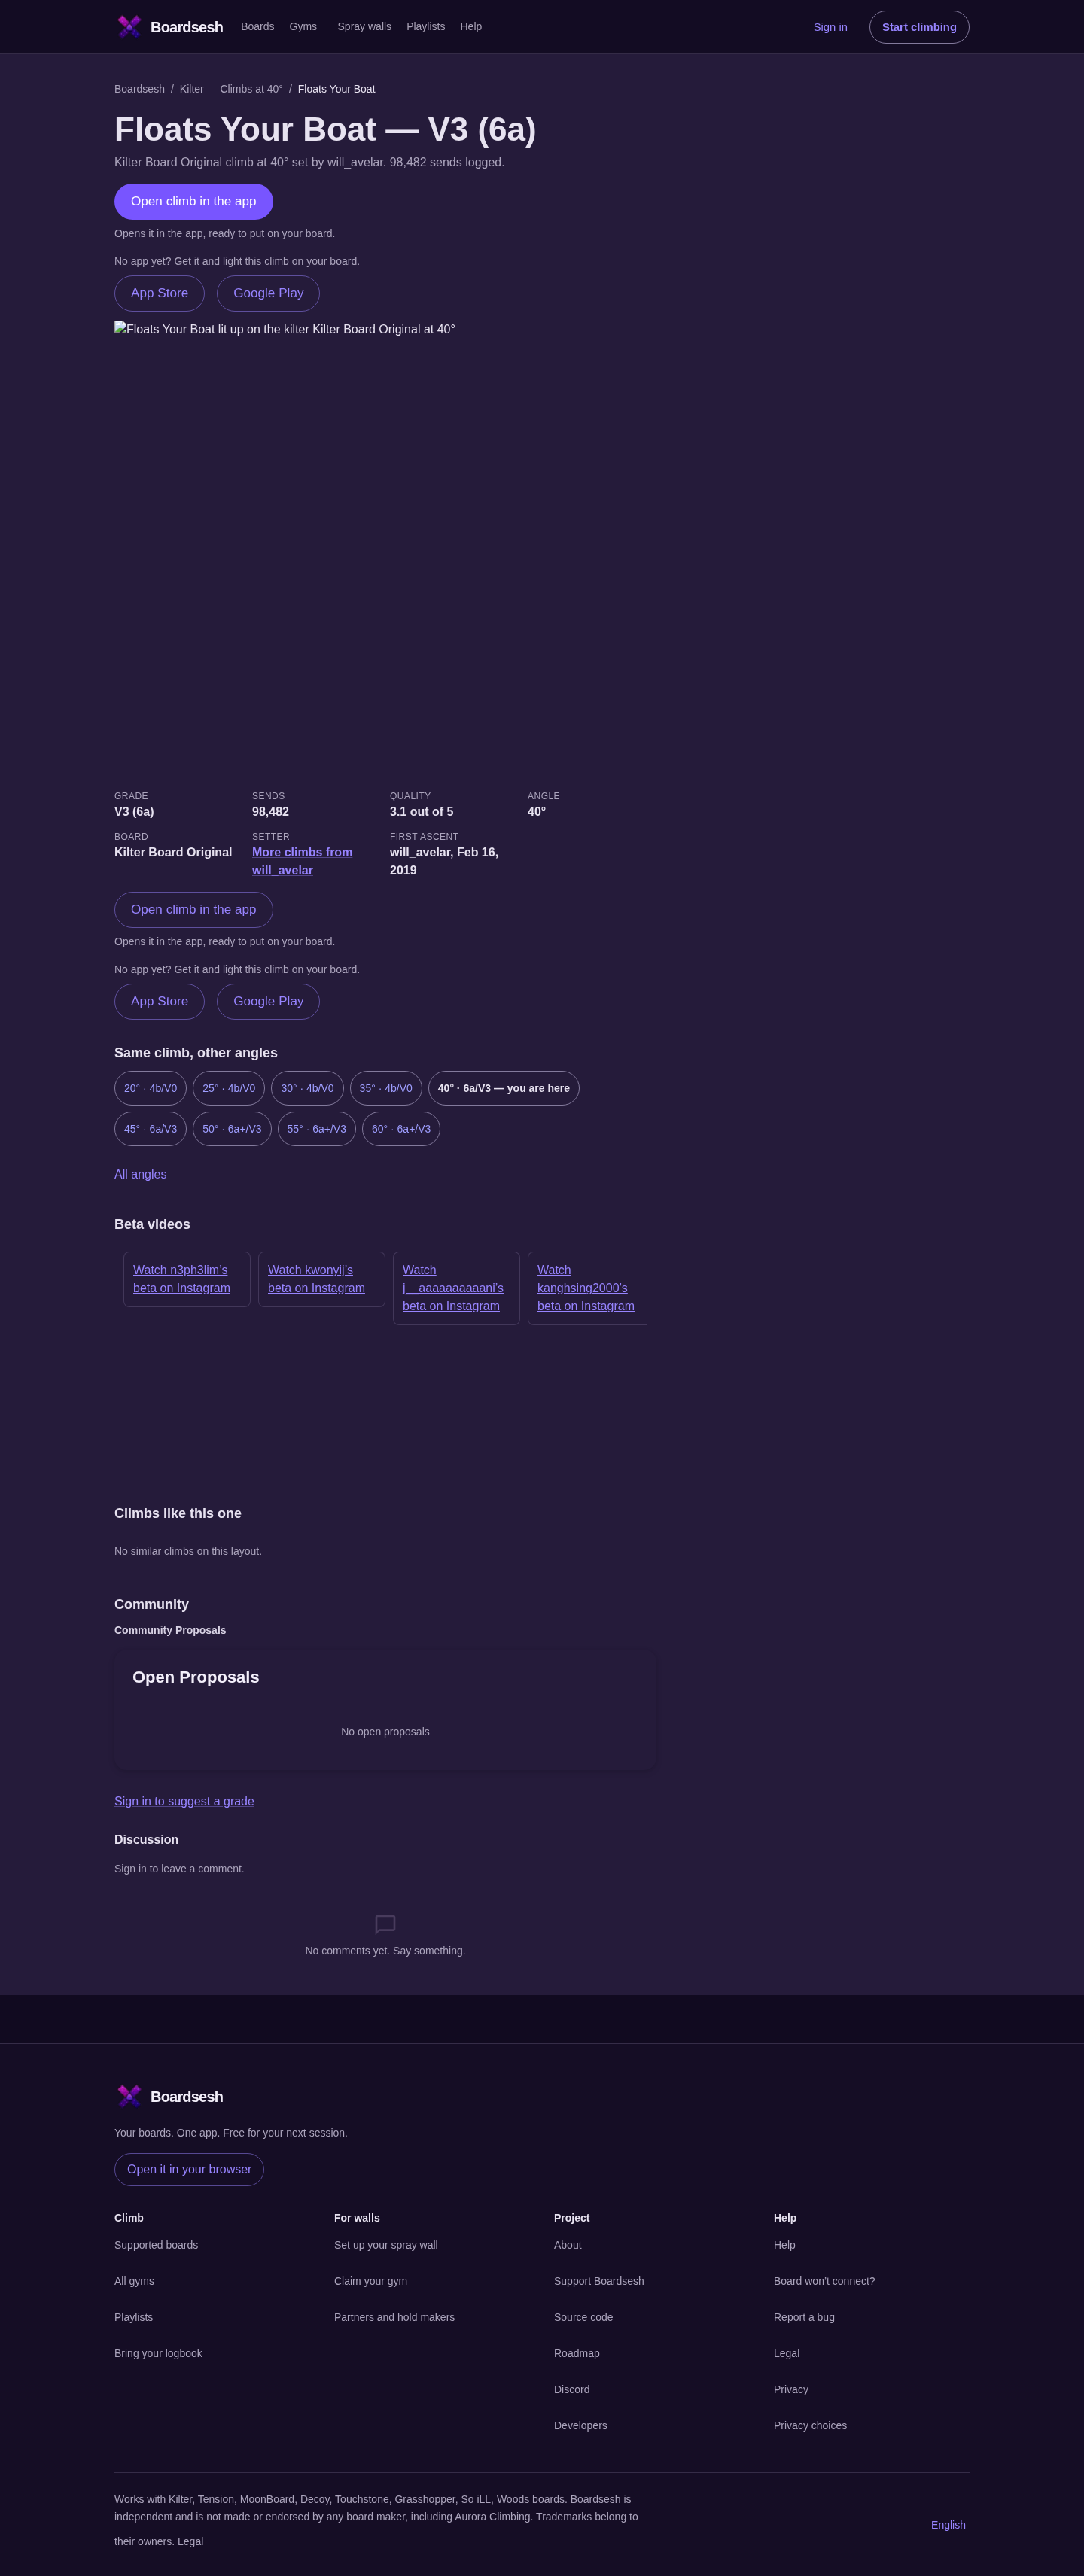 Boardsesh
Boards Gyms Spray walls Playlists Help
Sign in Start climbing
Boardsesh / Kilter — Climbs at 40° / Floats Your Boat
Floats Your Boat — V3 (6a)
Kilter Board Original climb at 40° set by will_avelar. 98,482 sends logged.
Open climb in the app
Opens it in the app, ready to put on your board.
No app yet? Get it and light this climb on your board.
App Store Google Play
Floats Your Boat lit up on the kilter Kilter Board Original at 40°
GRADE SENDS QUALITY ANGLE
V3 (6a) 98,482 3.1 out of 5 40°
BOARD SETTER FIRST ASCENT
Kilter Board Original More climbs from will_avelar, Feb 16,
will_avelar 2019
Open climb in the app
Opens it in the app, ready to put on your board.
No app yet? Get it and light this climb on your board.
App Store Google Play
Same climb, other angles
20° · 4b/V0 25° · 4b/V0 30° · 4b/V0 35° · 4b/V0 40° · 6a/V3 — you are here
45° · 6a/V3 50° · 6a+/V3 55° · 6a+/V3 60° · 6a+/V3
All angles
Beta videos
Watch n3ph3lim’s
beta on Instagram
Watch kwonyij’s
beta on Instagram
Watch
j__aaaaaaaaaani’s
beta on Instagram
Watch
kanghsing2000’s
beta on Instagram
Climbs like this one
No similar climbs on this layout.
Community
Community Proposals
Open Proposals
No open proposals
Sign in to suggest a grade
Discussion
Sign in to leave a comment.
No comments yet. Say something.
Boardsesh
Your boards. One app. Free for your next session.
Open it in your browser
Climb
Supported boards
All gyms
Playlists
Bring your logbook
For walls
Set up your spray wall
Claim your gym
Partners and hold makers
Project
About
Support Boardsesh
Source code
Roadmap
Discord
Developers
Help
Help
Board won’t connect?
Report a bug
Legal
Privacy
Privacy choices
Works with Kilter, Tension, MoonBoard, Decoy, Touchstone, Grasshopper, So iLL, Woods boards. Boardsesh is
independent and is not made or endorsed by any board maker, including Aurora Climbing. Trademarks belong to
their owners. Legal
English